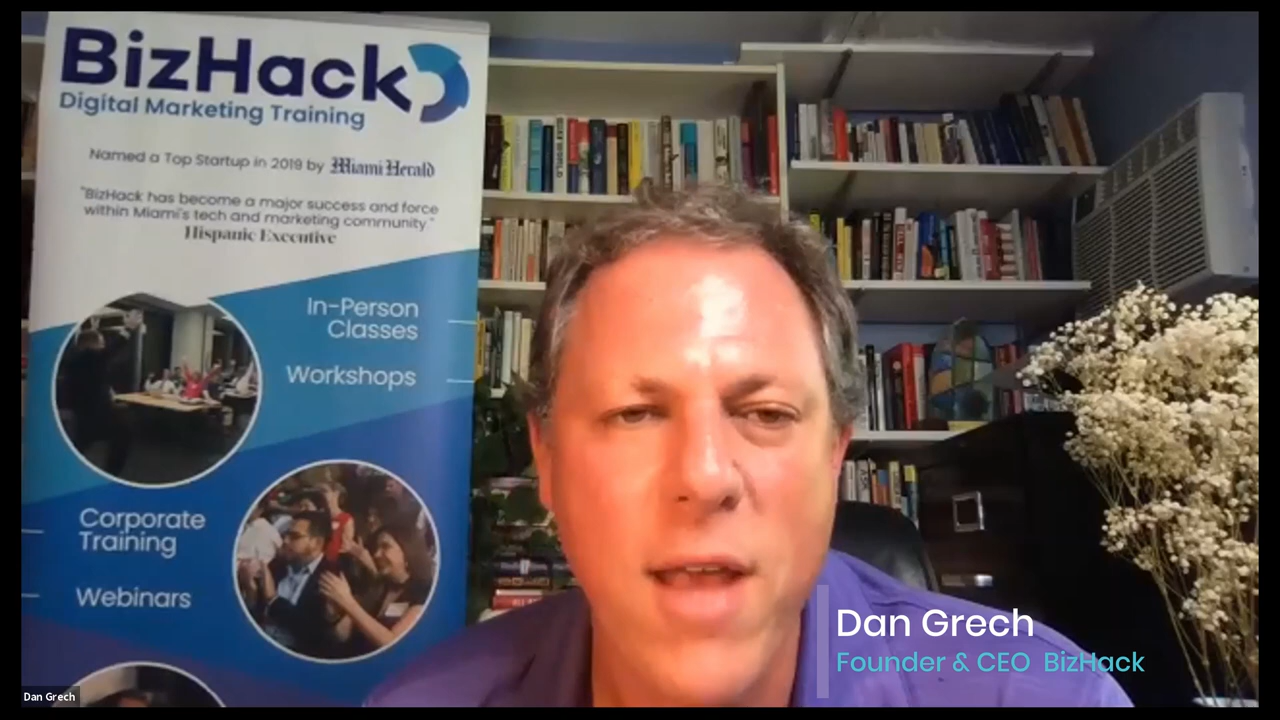 BizHack
Digital Marketing Training
Named a Top Startup in 2019 by Miami Herald
"BizHack has become a major success and force
within Miami's tech and marketing community."
Hispanic Executive
In-Person
Classes
Workshops
Corporate
Training
Webinars
Dan Grech
Founder & CEO BizHack
Dan Grech